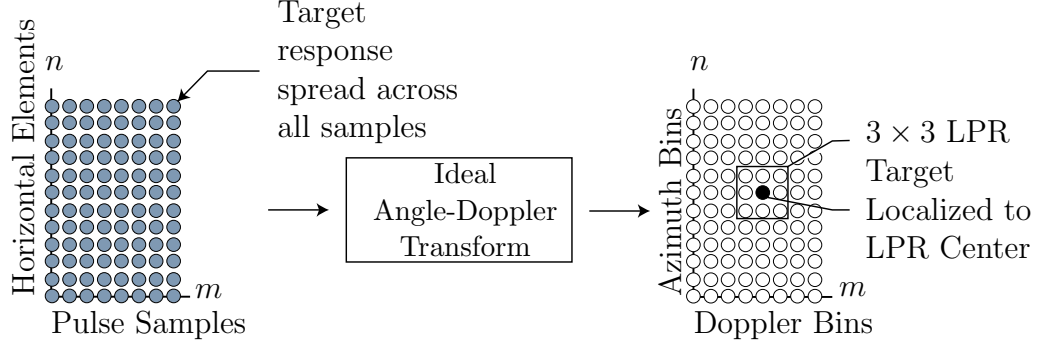 Target
response
spread across
all samples
Horizontal Elements
n
m
Pulse Samples
Ideal
Angle-Doppler
Transform
n
Azimuth Bins
m
Doppler Bins
3 × 3 LPR
Target
Localized to
LPR Center